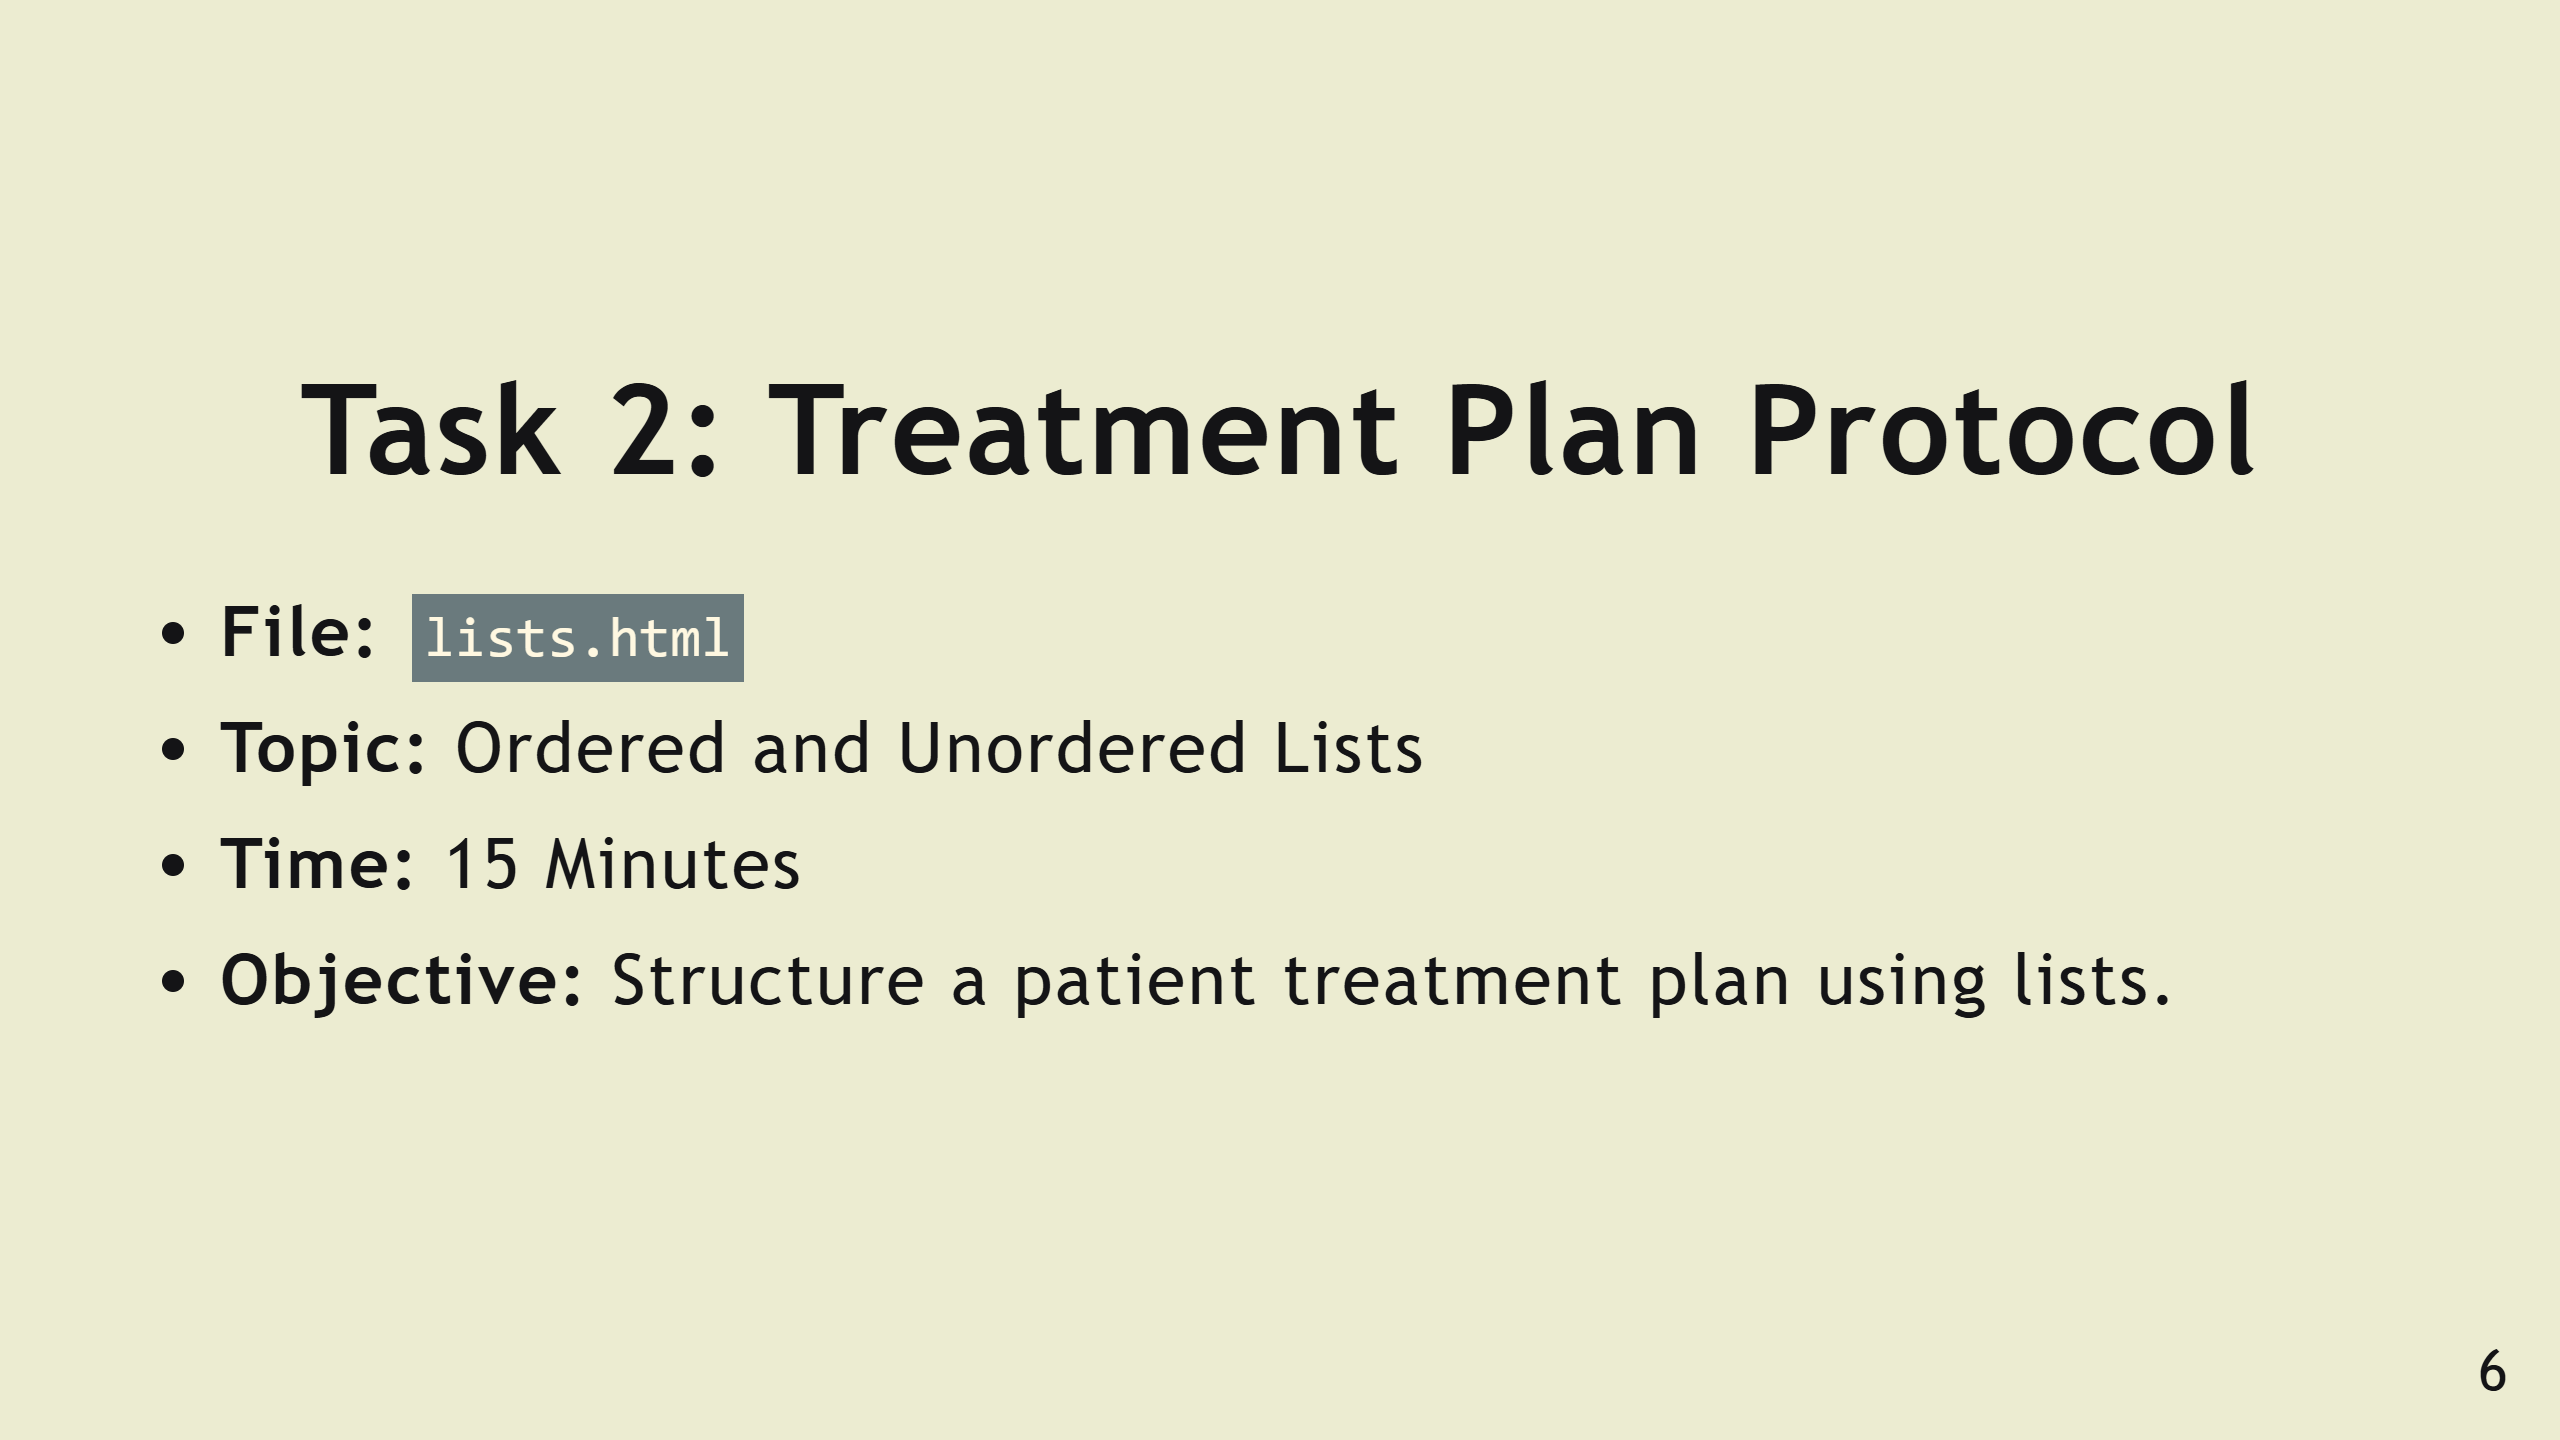 Task 2: Treatment Plan Protocol
• File: lists.html
• Topic: Ordered and Unordered Lists
• Time: 15 Minutes
• Objective: Structure a patient treatment plan using lists.
6